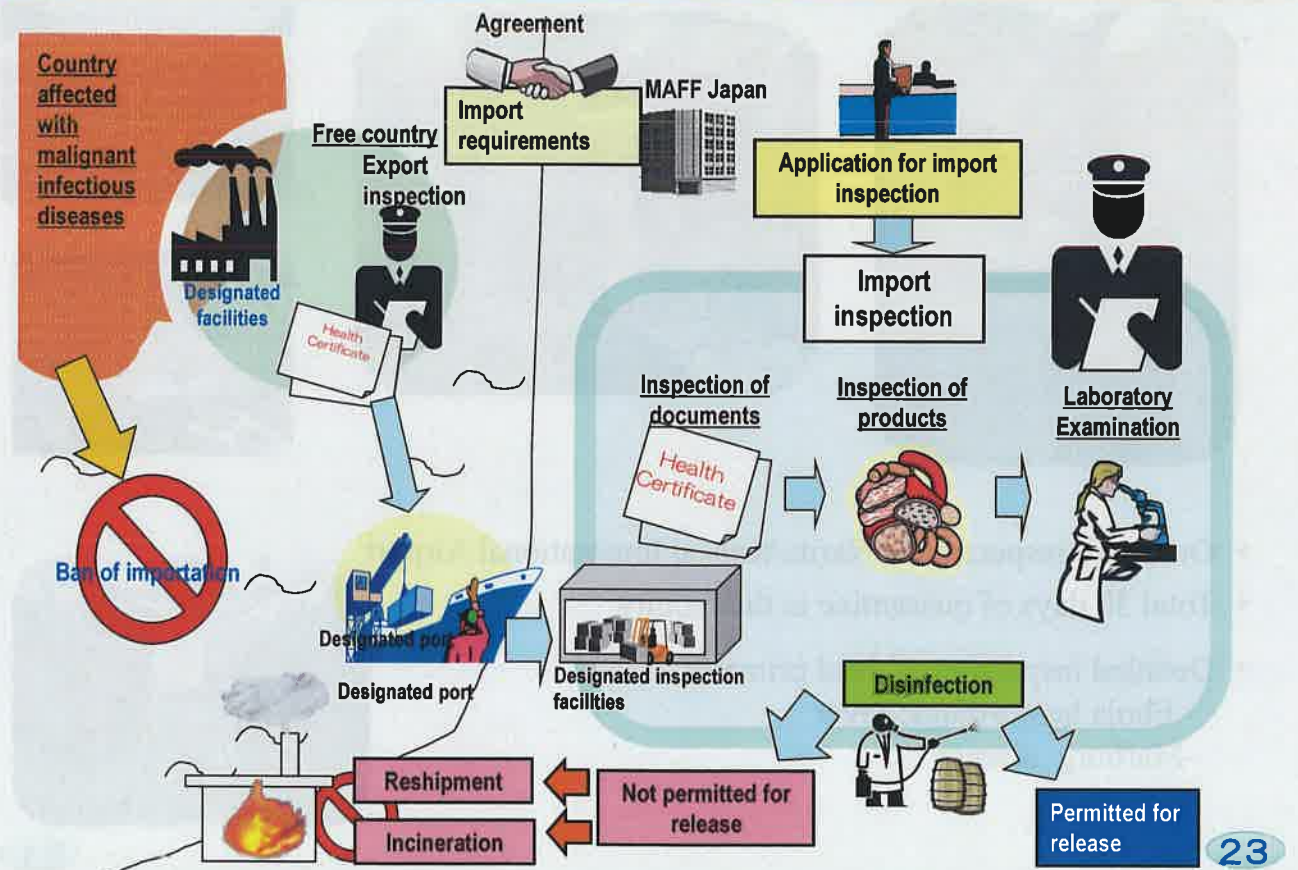 Country
affected
with
malignant
infectious
diseases
Designated
facilities
Free country
Export
inspection
Health
Certificate
Agreement
Import
requirements
MAFF Japan
Application for import
inspection
Import
inspection
Inspection of
documents
Health
Certificate
Inspection of
products
Laboratory
Examination
Ban of importation
Designated port
Designated port
Designated inspection
facilities
Disinfection
Not permitted for
release
Reshipment
Incineration
Permitted for
release
23